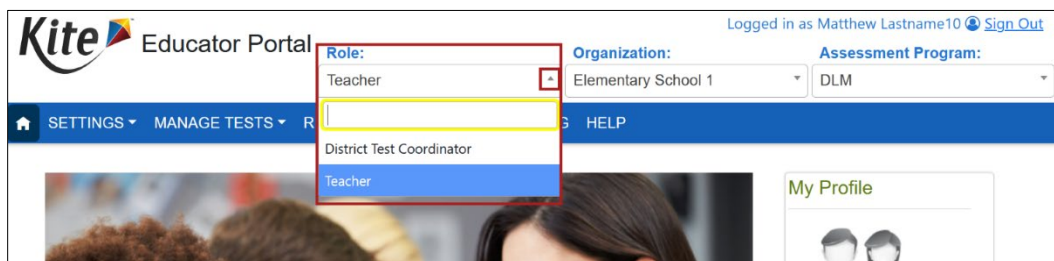 Logged in as Matthew Lastname10 Sign Out
Kite Educator Portal
Role: Organization: Assessment Program:
Teacher Elementary School 1 DLM
SETTINGS MANAGE TESTS HELP
District Test Coordinator
Teacher
My Profile